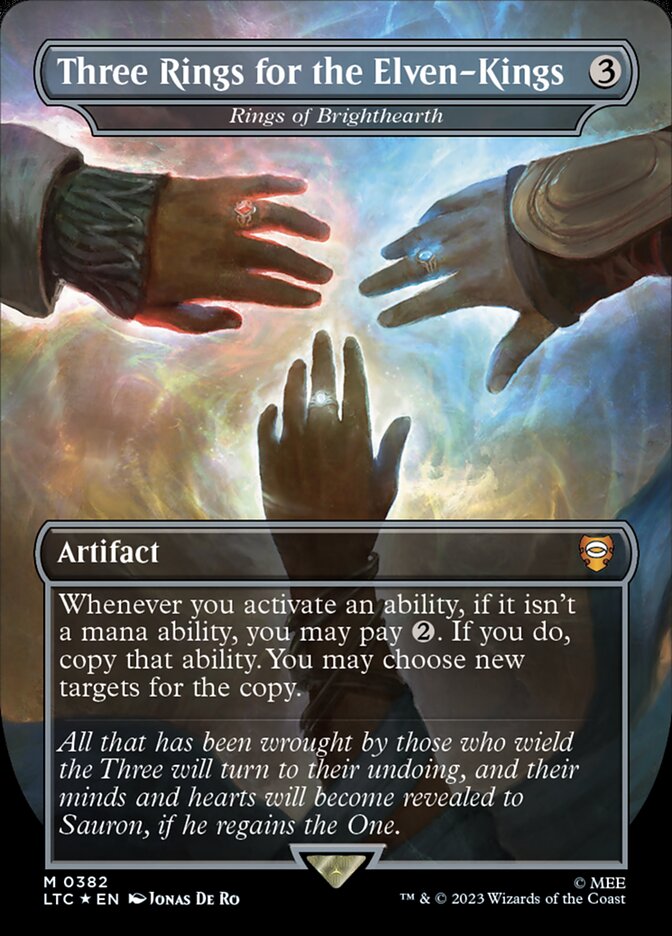 Three Rings for the Elven-Kings 3
Rings of Brighthearth
Artifact
Whenever you activate an ability, if it isn't
a mana ability, you may pay 2. If you do,
copy that ability. You may choose new
targets for the copy.
All that has been wrought by those who wield
the Three will turn to their undoing, and their
minds and hearts will become revealed to
Sauron, if he regains the One.
M 0382 © MEE
LTC ★ EN Jonas De Ro ™ & © 2023 Wizards of the Coast